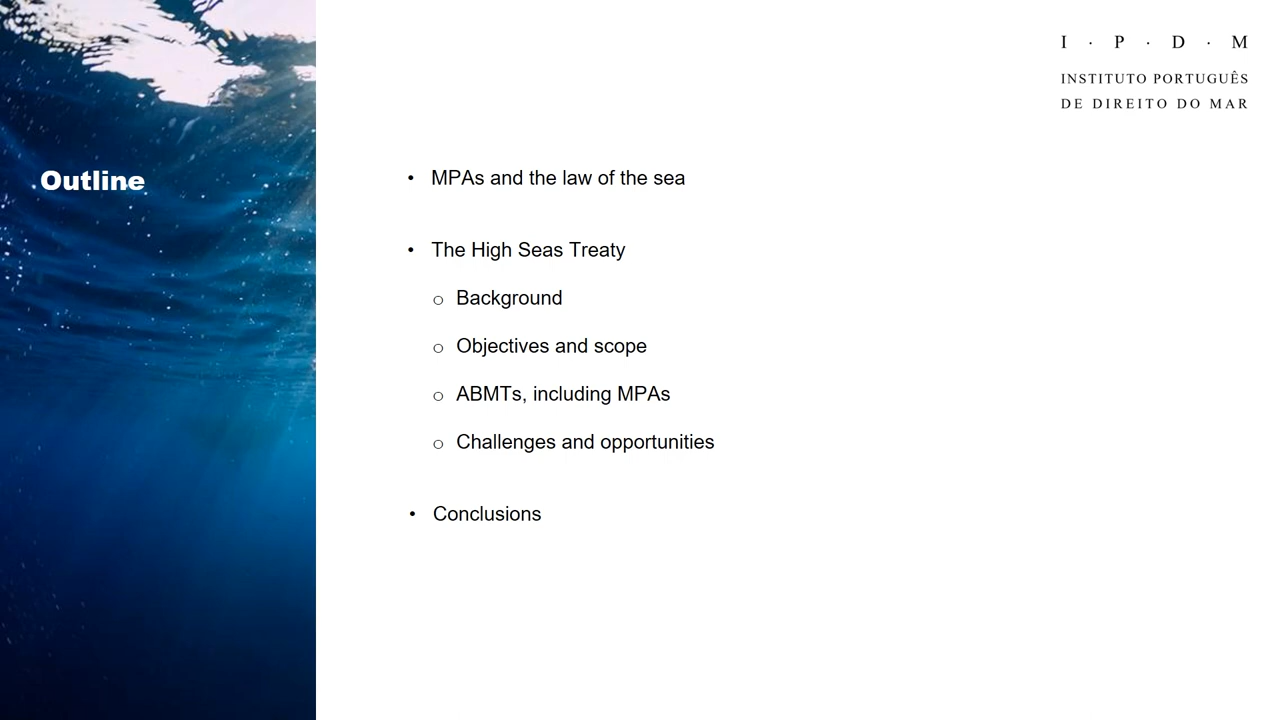 I · P · D · M
INSTITUTO PORTUGUÊS
DE DIREITO DO MAR
Outline
• MPAs and the law of the sea
• The High Seas Treaty
o Background
o Objectives and scope
o ABMTs, including MPAs
o Challenges and opportunities
• Conclusions